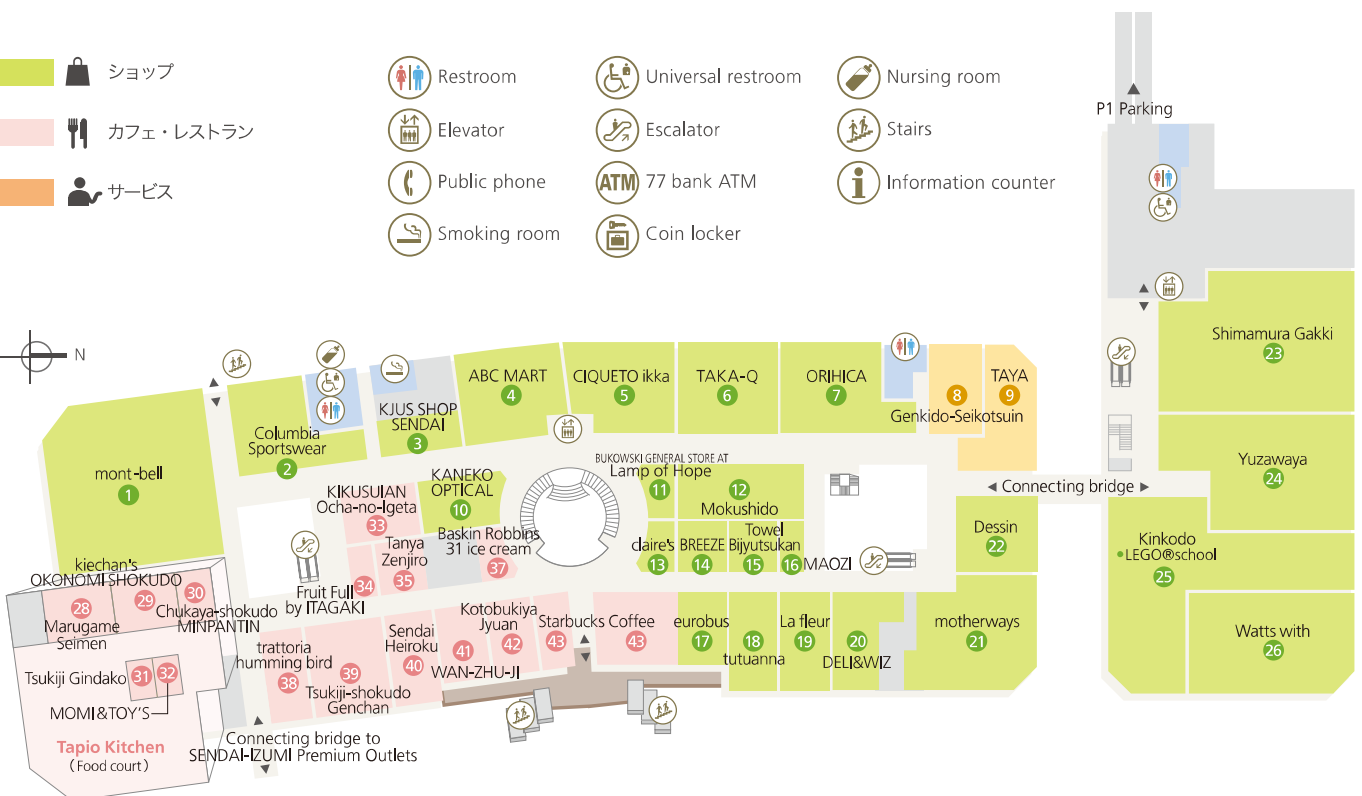 ショップ
カフェ・レストラン
サービス
Restroom
Universal restroom
Nursing room
Elevator
Escalator
Stairs
Public phone
ATM
77 bank ATM
Information counter
Smoking room
Coin locker
P1 Parking
N
Shimamura Gakki
23
Yuzawaya
24
Kinkodo
LEGO®school
25
Watts with
26
mont-bell
1
Columbia
Sportswear
2
KJUS SHOP
SENDAI
3
ABC MART
4
CIQUETO ikka
5
TAKA-Q
6
ORIHICA
7
8
Genkido-Seikotsuin
TAYA
9
KANEKO
OPTICAL
10
BUKOWSKI GENERAL STORE AT
Lamp of Hope
11
12
Mokushido
claire's
13
BREEZE
14
Towel
Bijyutsukan
15
16
MAOZI
◀ Connecting bridge ▶
Dessin
22
KIKUSUIAN
Ocha-no-Igeta
33
Fruit Full
by ITAGAKI
34
Tanya
Zenjiro
35
Baskin Robbins
31 ice cream
37
kiechan's
OKONOMISHOKUDO
28
Marugame
Seimen
29
30
Chukaya-shokudo
MINPANTIN
Tsukiji Gindako
31
32
MOMI&TOY'S
Tapio Kitchen
(Food court)
trattoria
humming bird
38
39
Tsukiji-shokudo
Genchan
Sendai
Heiroku
40
41
WAN-ZHU-JI
Kotobukiya
Jyuan
42
Starbucks Coffee
43
43
eurobus
17
18
tutuanna
La fleur
19
20
DELI&WIZ
motherways
21
Connecting bridge to
SENDAI-IZUMI Premium Outlets